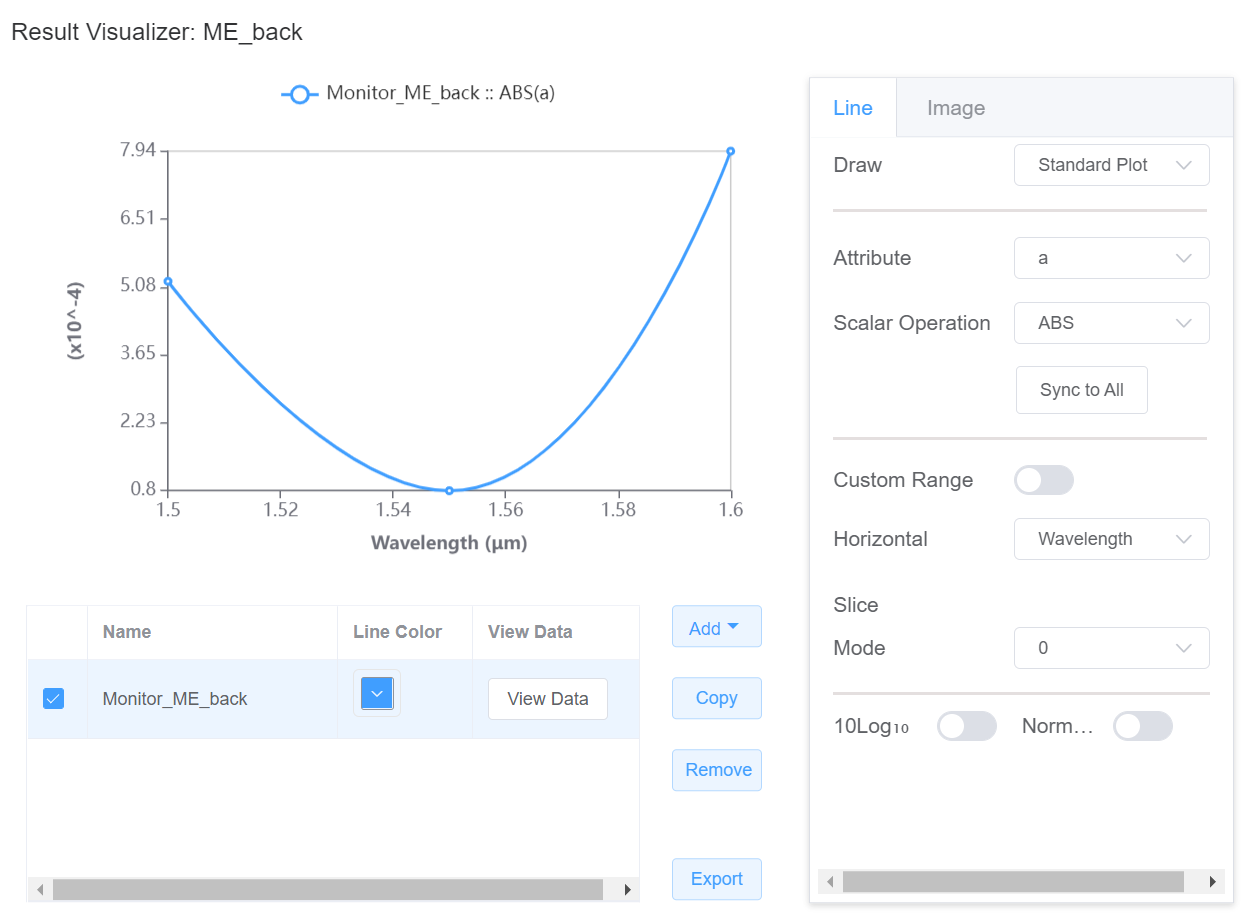 Result Visualizer: ME_back
Monitor_ME_back :: ABS(a)
7.94
6.51
5.08
3.65
2.23
0.8
(x10^-4)
1.5 1.52 1.54 1.56 1.58 1.6
Wavelength (μm)
Name Line Color View Data
Monitor_ME_back View Data
Add
Copy
Remove
Export
Line Image
Draw Standard Plot
Attribute a
Scalar Operation ABS
Sync to All
Custom Range
Horizontal Wavelength
Slice
Mode 0
10Log₁₀ Norm…